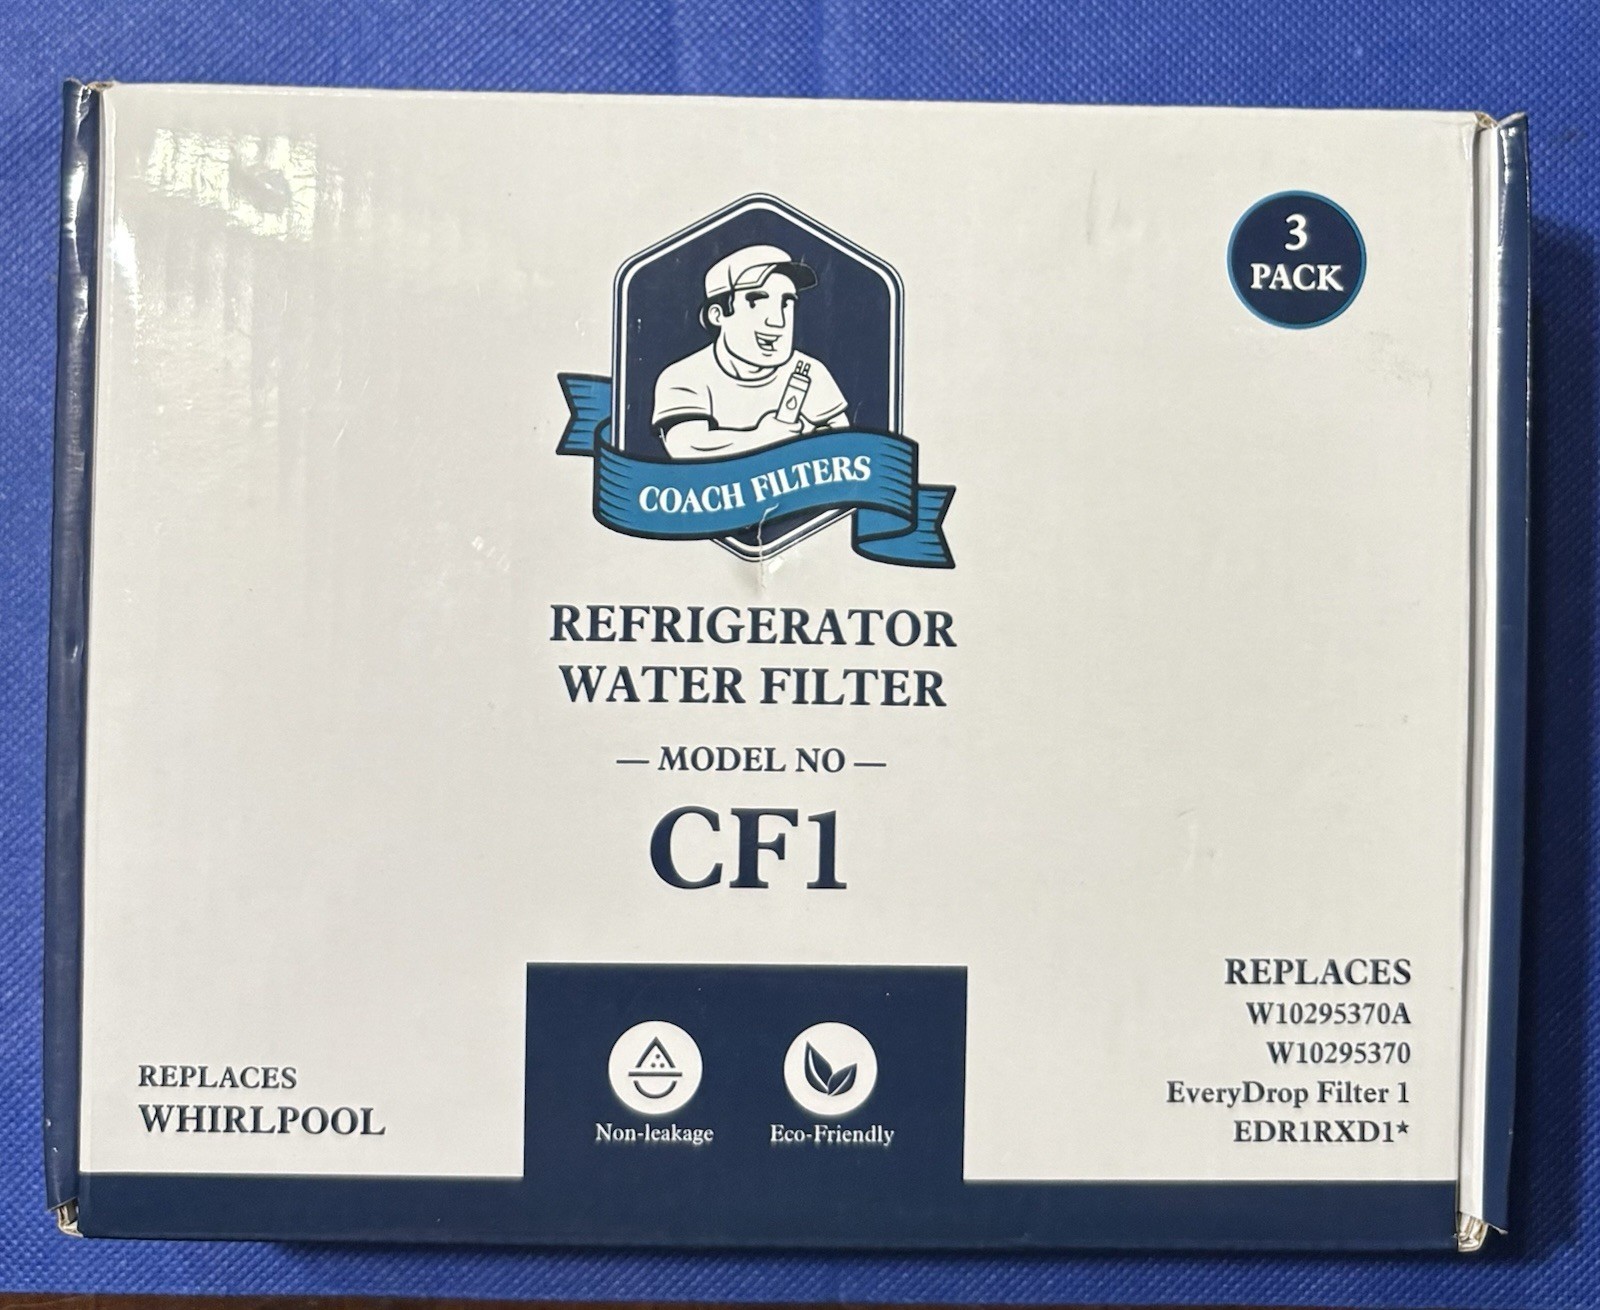 3
PACK
COACH FILTERS
REFRIGERATOR
WATER FILTER
— MODEL NO —
CF1
REPLACES
WHIRLPOOL
Non-leakage
Eco-Friendly
REPLACES
W10295370A
W10295370
EveryDrop Filter 1
EDR1RXD1*